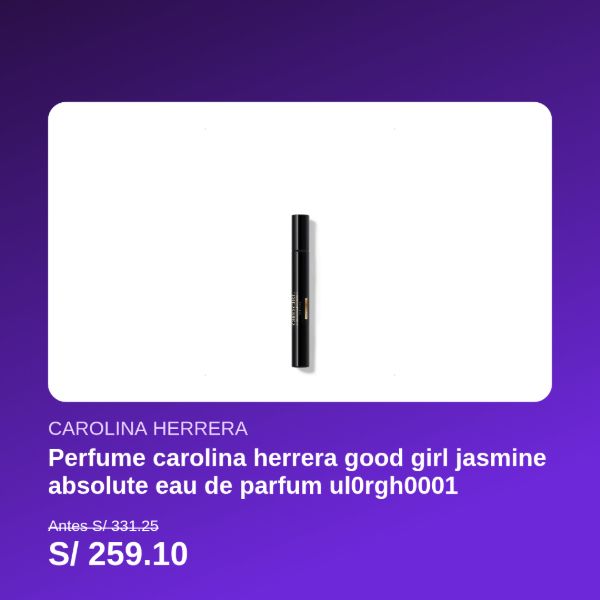 CAROLINA HERRERA
Perfume carolina herrera good girl jasmine
absolute eau de parfum ul0rgh0001
Antes S/ 331.25
S/ 259.10